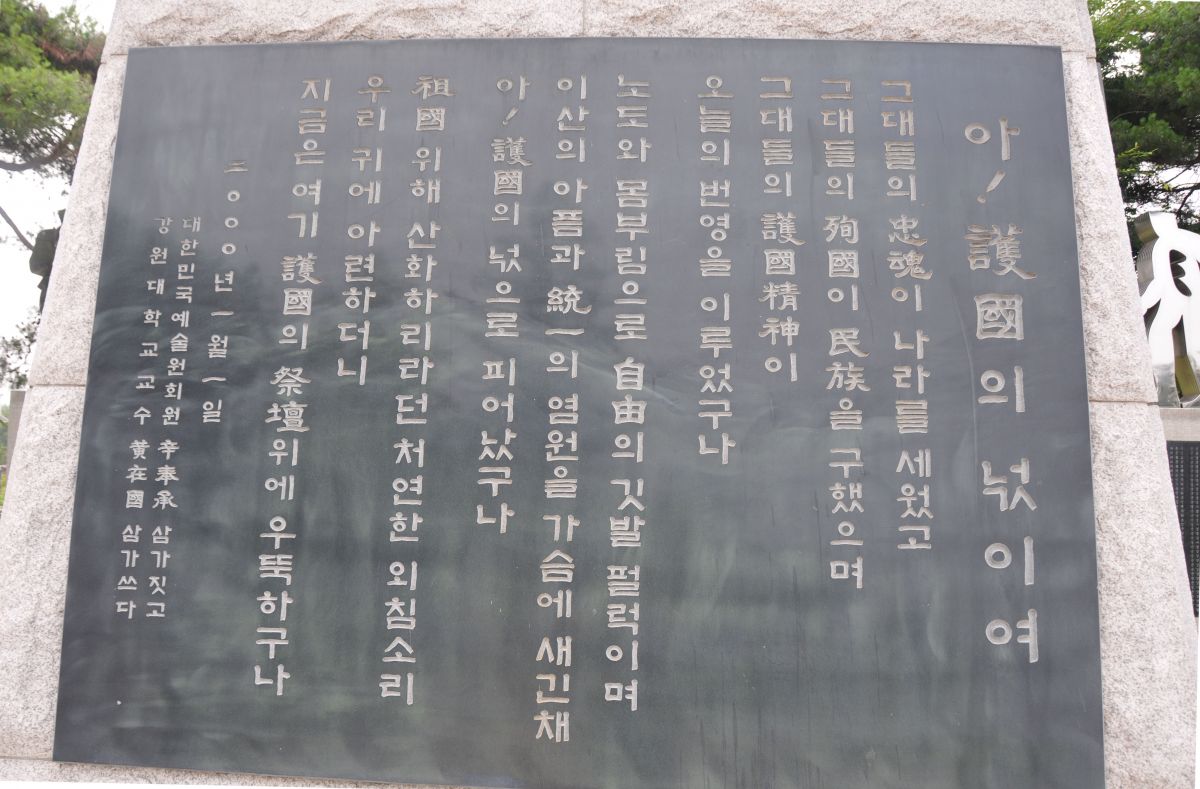 아! 護國의 넋이여
그대들의 忠魂이 나라를 세웠고
그대들의 殉國이 民族을 구했으며
그대들의 護國精神이
오늘의 번영을 이루었구나
노도와 몸부림으로 自由의 깃발 펄럭이며
이산의 아픔과 統一의 염원을 가슴에 새긴채
아! 護國의 넋으로 피어났구나
祖國 위해 산화하리라던 처연한 외침소리
우리 귀에 아련하더니
지금은 여기 護國의 祭壇위에 우뚝하구나
二000년 一월 一일
대한민국예술원회원 辛奉承 삼가짓고
강원대학교교수 黃在國 삼가쓰다